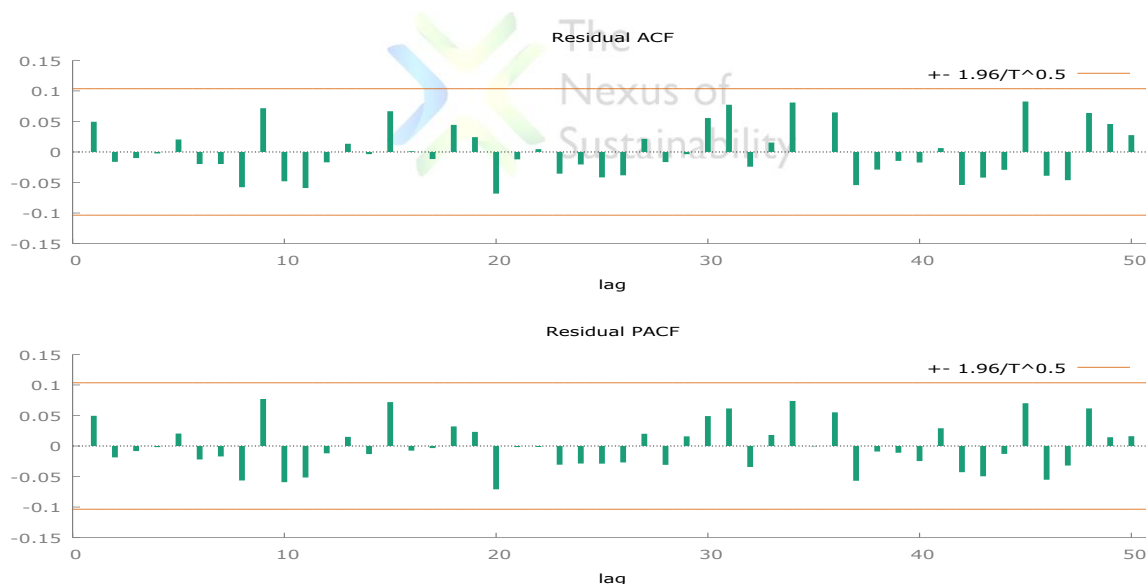 The
Nexus of
Sustainability
Residual ACF
+- 1.96/T^0.5
0.15
0.1
0.05
0
-0.05
-0.1
-0.15
0 10 20 30 40 50
lag
Residual PACF
+- 1.96/T^0.5
0.15
0.1
0.05
0
-0.05
-0.1
-0.15
0 10 20 30 40 50
lag